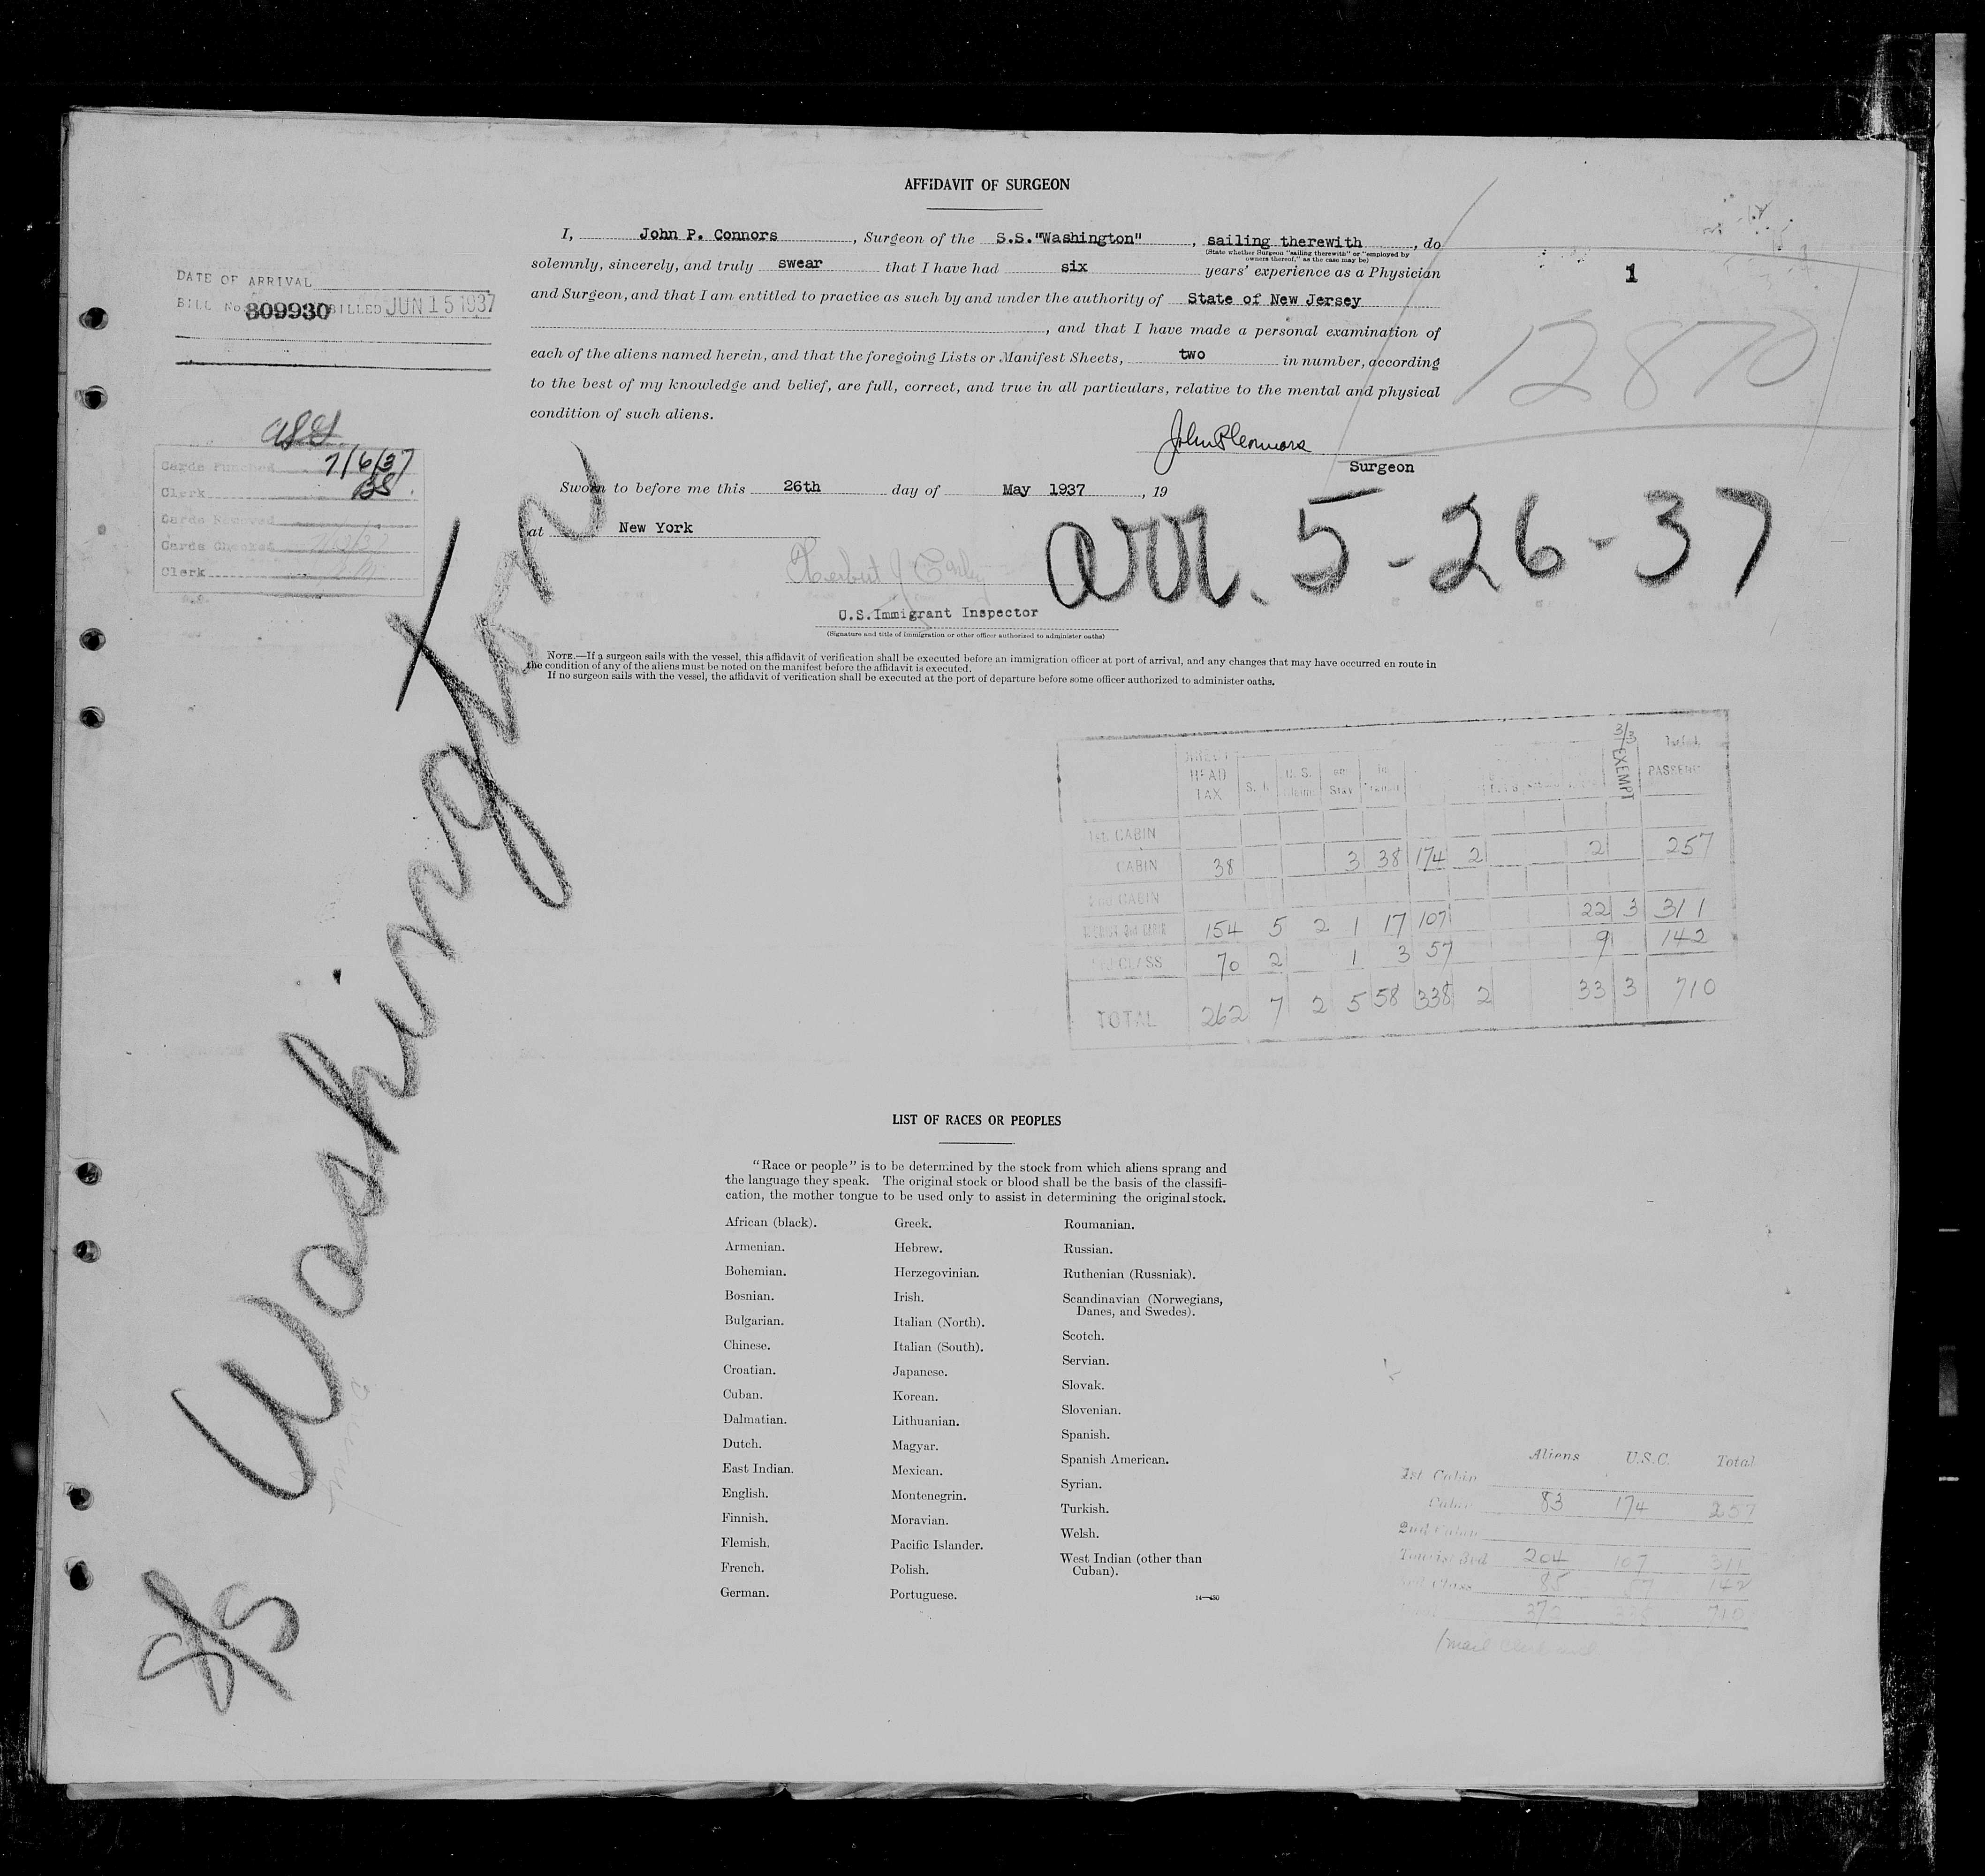 AFFIDAVIT OF SURGEON
I, John P. Connors, Surgeon of the S.S."Washington", sailing therewith, do
(State whether Surgeon "sailing therewith" or "employed by
owners thereof," as the case may be)
solemnly, sincerely, and truly swear that I have had six years' experience as a Physician
and Surgeon, and that I am entitled to practice as such by and under the authority of State of New Jersey
, and that I have made a personal examination of
each of the aliens named herein, and that the foregoing Lists or Manifest Sheets, two in number, according
to the best of my knowledge and belief, are full, correct, and true in all particulars, relative to the mental and physical
condition of such aliens.
1
12870
DATE OF ARRIVAL
BILL No. 809930 BILLED JUN 15 1937
Cards Punched 7/6/37
Clerk
Cards Removed
Cards Checked
Clerk
John P Connors
Surgeon
Sworn to before me this 26th day of May 1937, 19
at New York
arr. 5-26-37
Herbert J
U.S. Immigrant Inspector
(Signature and title of immigration or other officer authorized to administer oaths)
NOTE.—If a surgeon sails with the vessel, this affidavit of verification shall be executed before an immigration officer at port of arrival, and any changes that may have occurred en route in
the condition of any of the aliens must be noted on the manifest before the affidavit is executed.
If no surgeon sails with the vessel, the affidavit of verification shall be executed at the port of departure before some officer authorized to administer oaths.
S/S Washington
HEAD TAX U.S. Stav EXEMPT 3/3 PASSENG
1st. CABIN
CABIN 38 3 38 174 2 2 257
2nd CABIN
3rd CABIN 154 5 2 1 17 107 22 3 311
CLASS 70 2 1 3 57 9 142
TOTAL 262 7 2 5 58 338 2 33 3 710
LIST OF RACES OR PEOPLES
"Race or people" is to be determined by the stock from which aliens sprang and
the language they speak. The original stock or blood shall be the basis of the classifi-
cation, the mother tongue to be used only to assist in determining the original stock.
African (black).
Armenian.
Bohemian.
Bosnian.
Bulgarian.
Chinese.
Croatian.
Cuban.
Dalmatian.
Dutch.
East Indian.
English.
Finnish.
Flemish.
French.
German.
Greek.
Hebrew.
Herzegovinian.
Irish.
Italian (North).
Italian (South).
Japanese.
Korean.
Lithuanian.
Magyar.
Mexican.
Montenegrin.
Moravian.
Pacific Islander.
Polish.
Portuguese.
Roumanian.
Russian.
Ruthenian (Russniak).
Scandinavian (Norwegians,
Danes, and Swedes).
Scotch.
Servian.
Slovak.
Slovenian.
Spanish.
Spanish American.
Syrian.
Turkish.
Welsh.
West Indian (other than
Cuban).
14—450
Aliens U.S.C. Total
1st Cabin
Cabin 83 174 257
2nd Cabin
Tourist 3rd 204 107 311
Class 85 57 142
372 338 710